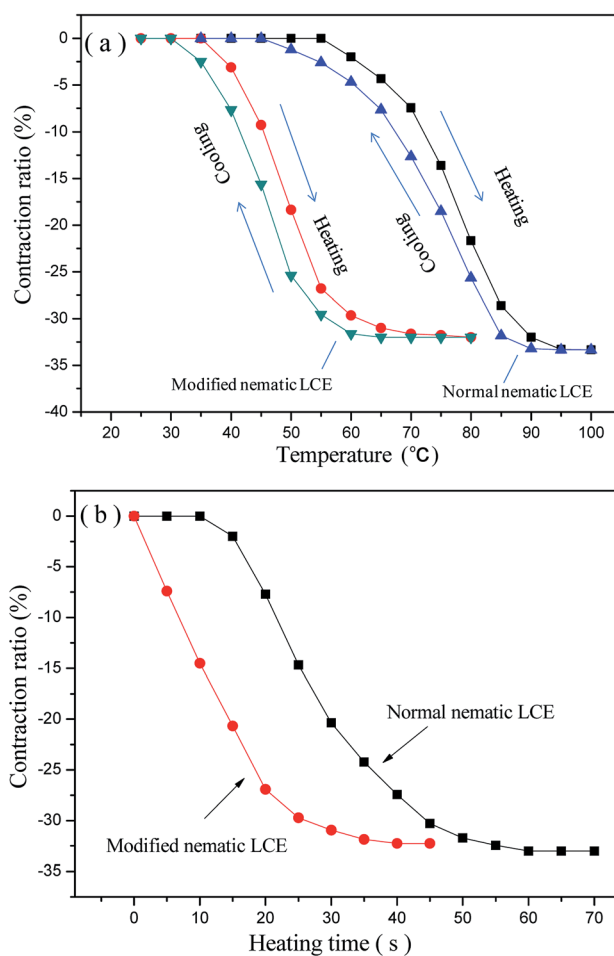 ( a )
0
-5
-10
-15
-20
-25
-30
-35
-40
Contraction ratio (%)
Cooling
Heating
Cooling
Heating
Modified nematic LCE
Normal nematic LCE
20 30 40 50 60 70 80 90 100
Temperature (℃)
( b )
0
-5
-10
-15
-20
-25
-30
-35
Contraction ratio (%)
Normal nematic LCE
Modified nematic LCE
0 10 20 30 40 50 60 70
Heating time ( s )